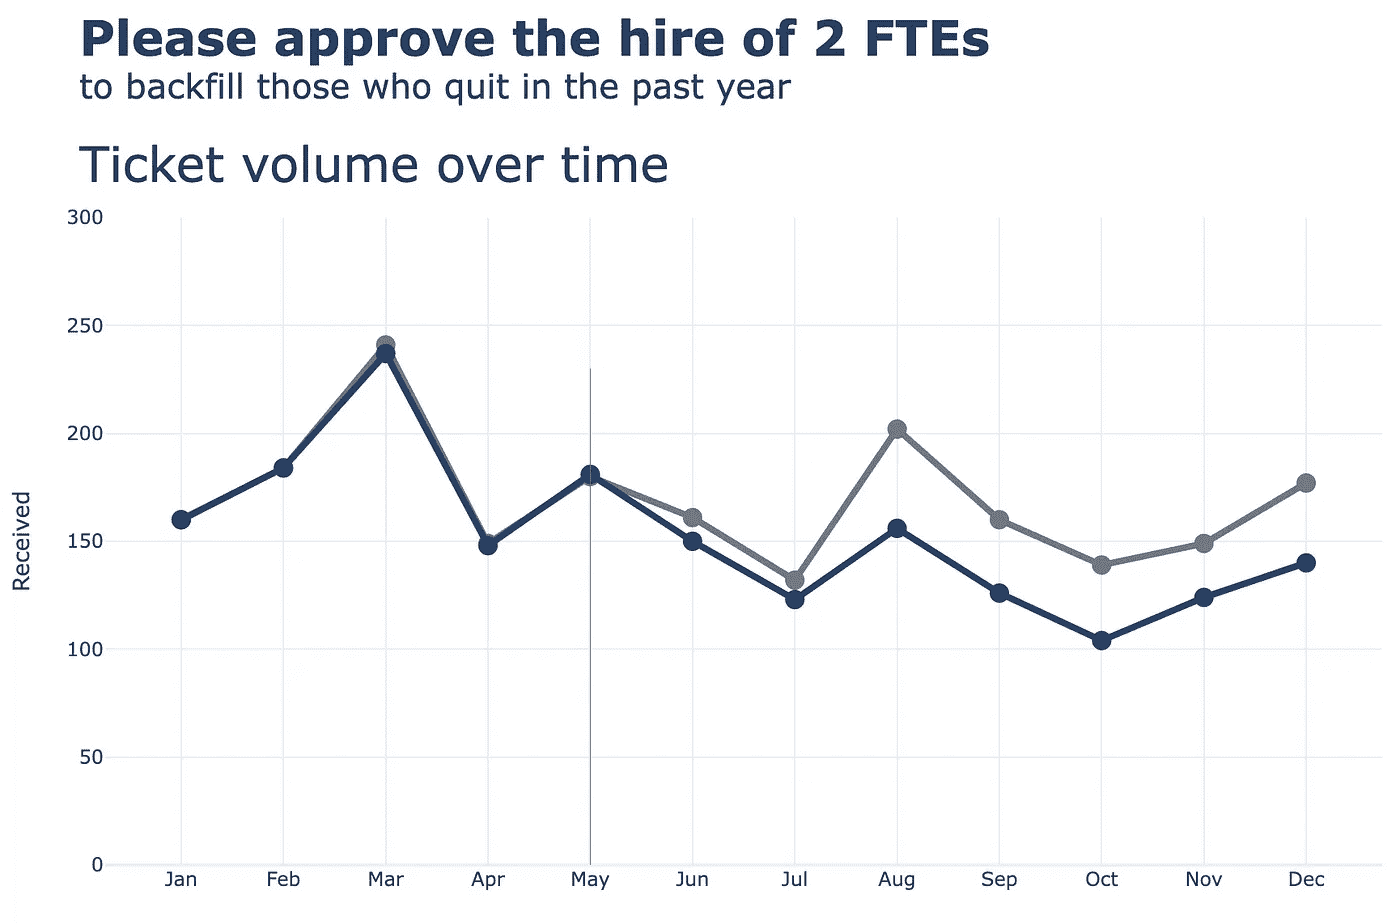 Please approve the hire of 2 FTEs
to backfill those who quit in the past year
Ticket volume over time
300
250
200
150
100
50
0
Received
Jan Feb Mar Apr May Jun Jul Aug Sep Oct Nov Dec